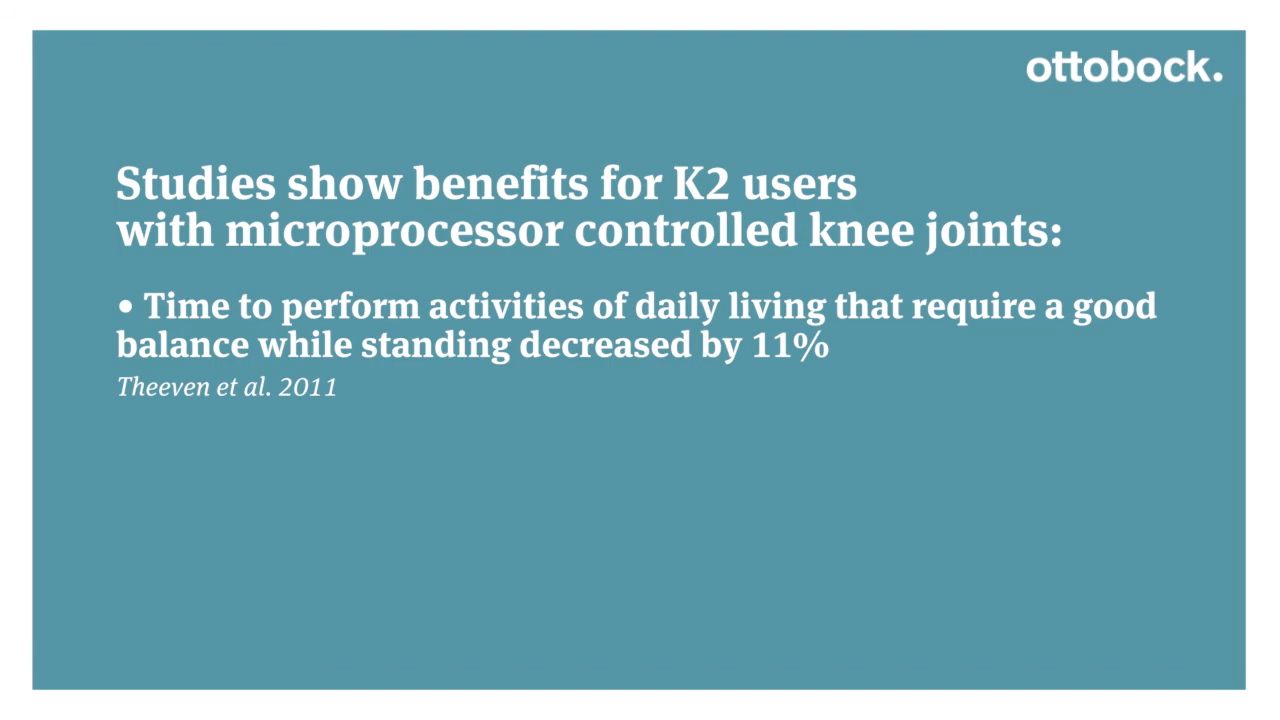 ottobock.
Studies show benefits for K2 users
with microprocessor controlled knee joints:
• Time to perform activities of daily living that require a good
balance while standing decreased by 11%
Theeven et al. 2011